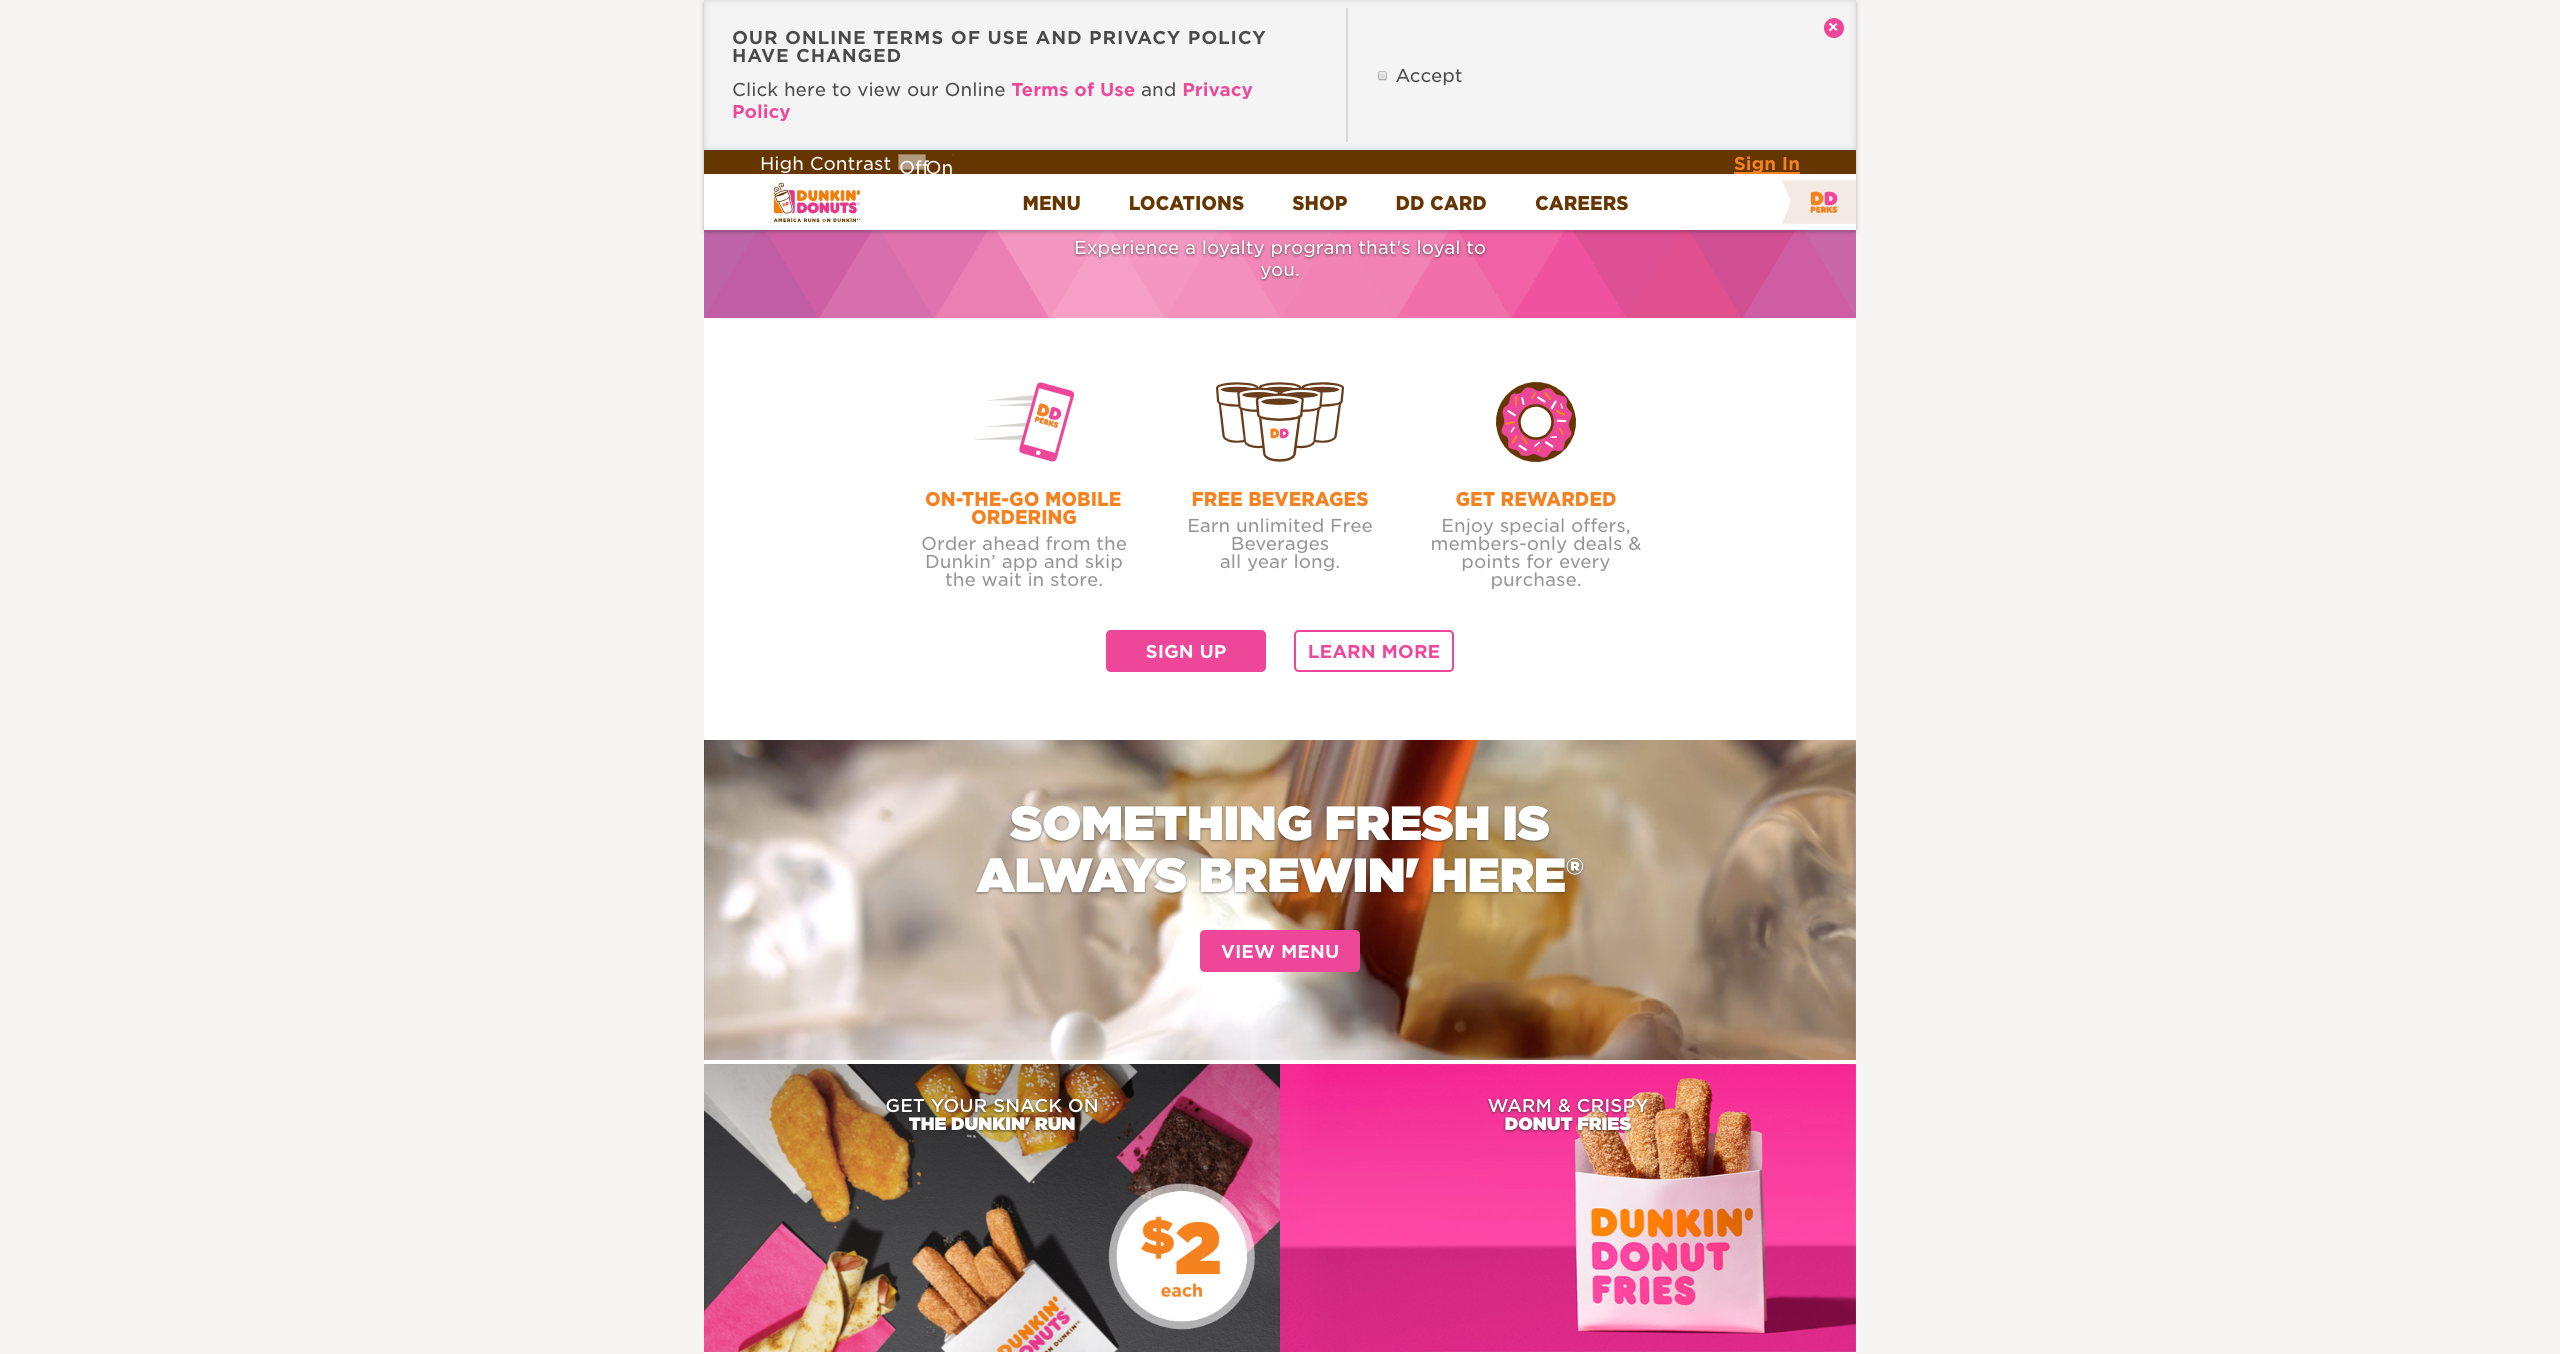 OUR ONLINE TERMS OF USE AND PRIVACY POLICY
HAVE CHANGED
Click here to view our Online Terms of Use and Privacy
Policy
Accept
High Contrast Off On
Sign In
DUNKIN'
DONUTS
AMERICA RUNS ON DUNKIN'
MENU
LOCATIONS
SHOP
DD CARD
CAREERS
DD
PERKS
Experience a loyalty program that's loyal to
you.
DD
PERKS
DD
ON-THE-GO MOBILE
ORDERING
Order ahead from the
Dunkin’ app and skip
the wait in store.
FREE BEVERAGES
Earn unlimited Free
Beverages
all year long.
GET REWARDED
Enjoy special offers,
members-only deals &
points for every
purchase.
SIGN UP
LEARN MORE
SOMETHING FRESH IS
ALWAYS BREWIN' HERE®
VIEW MENU
GET YOUR SNACK ON
THE DUNKIN' RUN
$2
each
DUNKIN'
DONUTS
ON DUNKIN'
WARM & CRISPY
DONUT FRIES
DUNKIN'
DONUT
FRIES